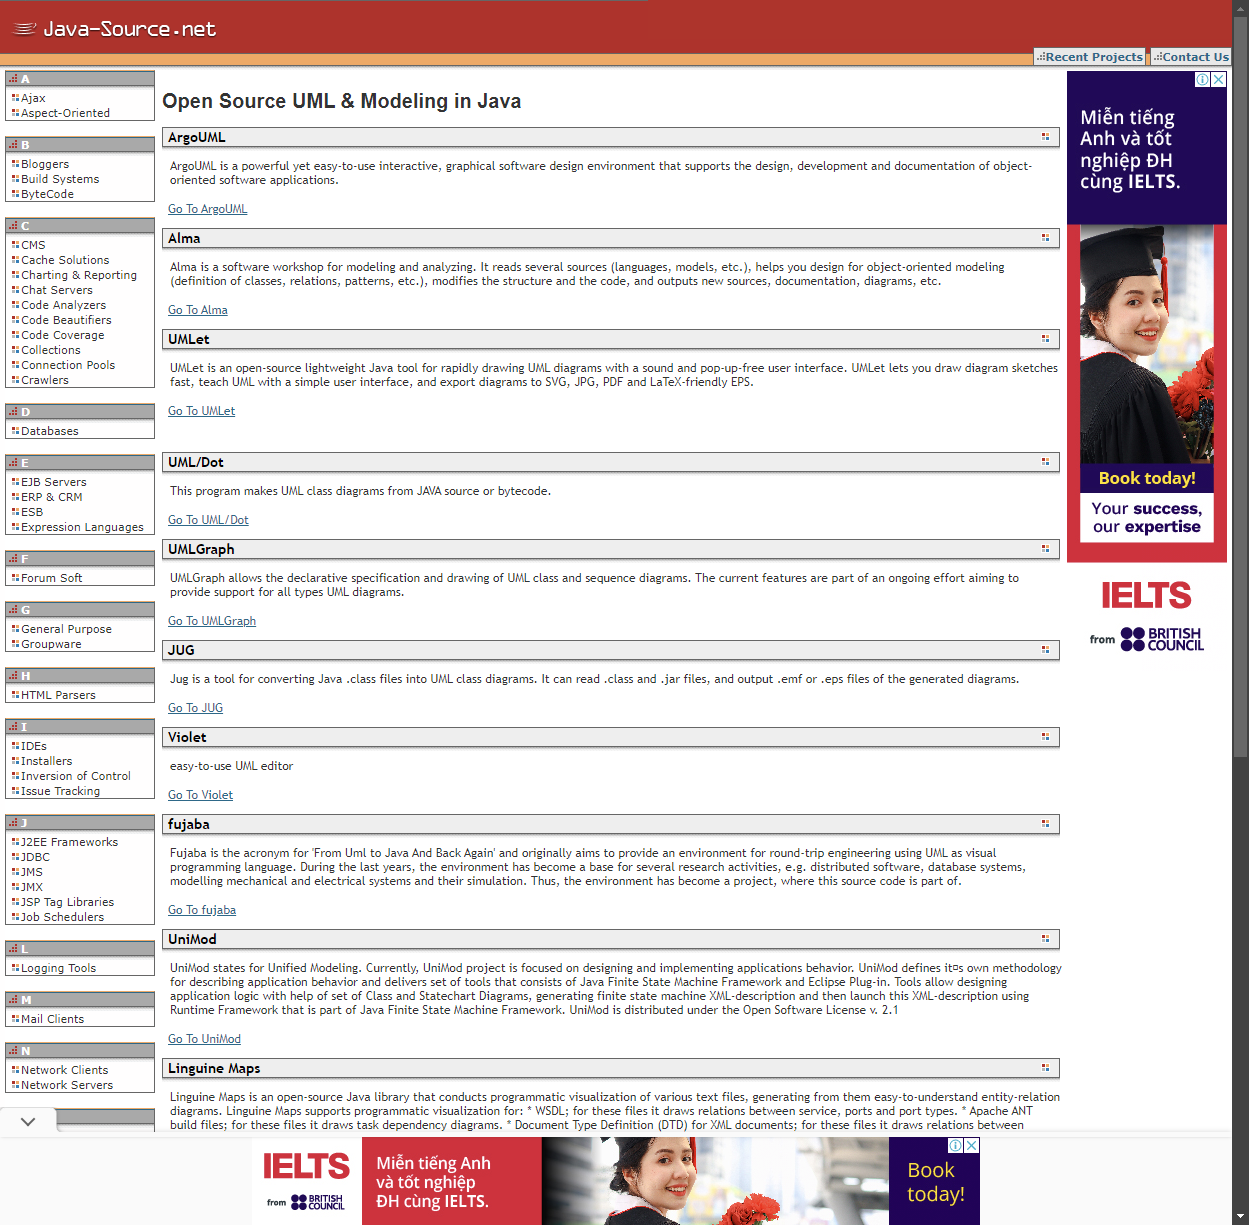 Java-Source.net
Recent Projects
Contact Us
A
Ajax
Aspect-Oriented
B
Bloggers
Build Systems
ByteCode
C
CMS
Cache Solutions
Charting & Reporting
Chat Servers
Code Analyzers
Code Beautifiers
Code Coverage
Collections
Connection Pools
Crawlers
D
Databases
E
EJB Servers
ERP & CRM
ESB
Expression Languages
F
Forum Soft
G
General Purpose
Groupware
H
HTML Parsers
I
IDEs
Installers
Inversion of Control
Issue Tracking
J
J2EE Frameworks
JDBC
JMS
JMX
JSP Tag Libraries
Job Schedulers
L
Logging Tools
M
Mail Clients
N
Network Clients
Network Servers
Open Source UML & Modeling in Java
ArgoUML
ArgoUML is a powerful yet easy-to-use interactive, graphical software design environment that supports the design, development and documentation of object-
oriented software applications.
Go To ArgoUML
Alma
Alma is a software workshop for modeling and analyzing. It reads several sources (languages, models, etc.), helps you design for object-oriented modeling
(definition of classes, relations, patterns, etc.), modifies the structure and the code, and outputs new sources, documentation, diagrams, etc.
Go To Alma
UMLet
UMLet is an open-source lightweight Java tool for rapidly drawing UML diagrams with a sound and pop-up-free user interface. UMLet lets you draw diagram sketches
fast, teach UML with a simple user interface, and export diagrams to SVG, JPG, PDF and LaTeX-friendly EPS.
Go To UMLet
UML/Dot
This program makes UML class diagrams from JAVA source or bytecode.
Go To UML/Dot
UMLGraph
UMLGraph allows the declarative specification and drawing of UML class and sequence diagrams. The current features are part of an ongoing effort aiming to
provide support for all types UML diagrams.
Go To UMLGraph
JUG
Jug is a tool for converting Java .class files into UML class diagrams. It can read .class and .jar files, and output .emf or .eps files of the generated diagrams.
Go To JUG
Violet
easy-to-use UML editor
Go To Violet
fujaba
Fujaba is the acronym for 'From Uml to Java And Back Again' and originally aims to provide an environment for round-trip engineering using UML as visual
programming language. During the last years, the environment has become a base for several research activities, e.g. distributed software, database systems,
modelling mechanical and electrical systems and their simulation. Thus, the environment has become a project, where this source code is part of.
Go To fujaba
UniMod
UniMod states for Unified Modeling. Currently, UniMod project is focused on designing and implementing applications behavior. UniMod defines it¤s own methodology
for describing application behavior and delivers set of tools that consists of Java Finite State Machine Framework and Eclipse Plug-in. Tools allow designing
application logic with help of set of Class and Statechart Diagrams, generating finite state machine XML-description and then launch this XML-description using
Runtime Framework that is part of Java Finite State Machine Framework. UniMod is distributed under the Open Software License v. 2.1
Go To UniMod
Linguine Maps
Linguine Maps is an open-source Java library that conducts programmatic visualization of various text files, generating from them easy-to-understand entity-relation
diagrams. Linguine Maps supports programmatic visualization for: * WSDL; for these files it draws relations between service, ports and port types. * Apache ANT
build files; for these files it draws task dependency diagrams. * Document Type Definition (DTD) for XML documents; for these files it draws relations between
Miễn tiếng
Anh và tốt
nghiệp ĐH
cùng IELTS.
Book today!
Your success,
our expertise
IELTS
from BRITISH
COUNCIL
IELTS
from BRITISH
COUNCIL
Miễn tiếng Anh
và tốt nghiệp
ĐH cùng IELTS.
Book
today!